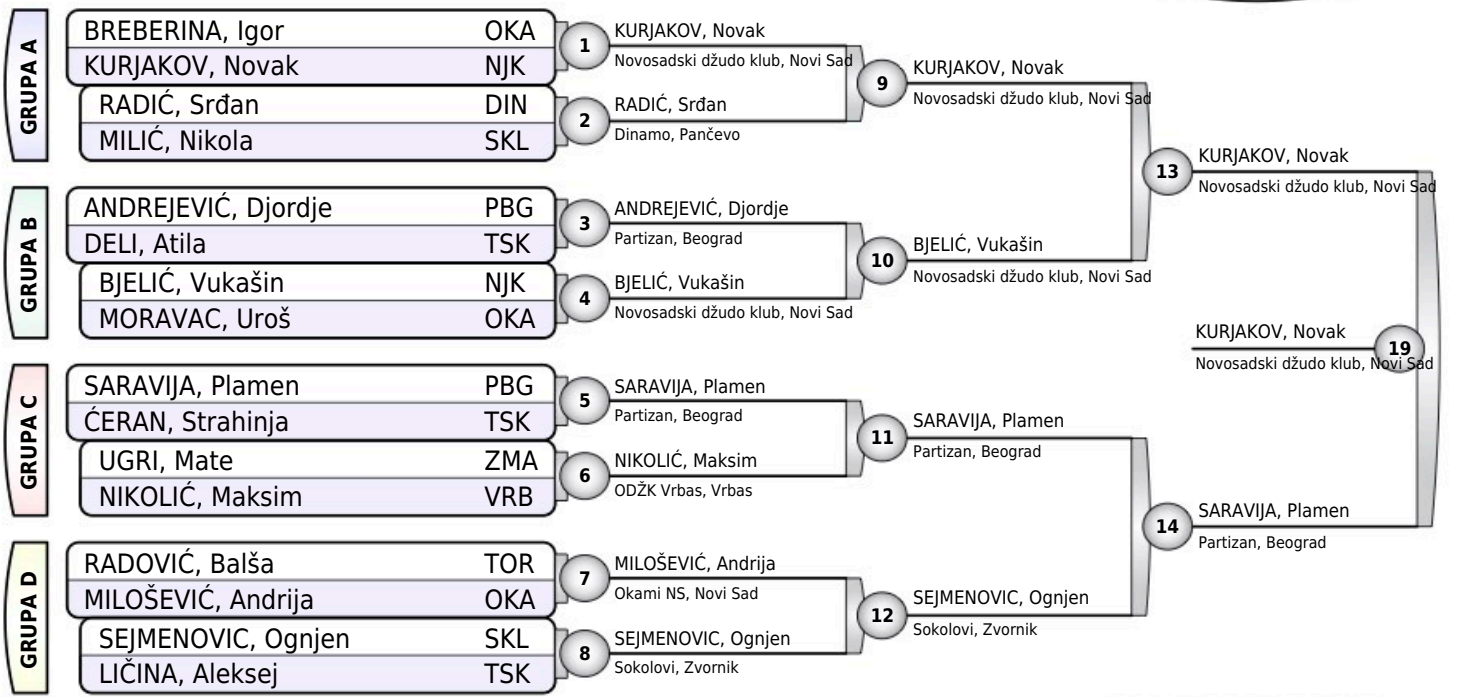 GRUPA A
BREBERINA, Igor OKA
KURJAKOV, Novak NJK
RADIĆ, Srđan DIN
MILIĆ, Nikola SKL
GRUPA B
ANDREJEVIĆ, Djordje PBG
DELI, Atila TSK
BJELIĆ, Vukašin NJK
MORAVAC, Uroš OKA
GRUPA C
SARAVIJA, Plamen PBG
ĆERAN, Strahinja TSK
UGRI, Mate ZMA
NIKOLIĆ, Maksim VRB
GRUPA D
RADOVIĆ, Balša TOR
MILOŠEVIĆ, Andrija OKA
SEJMENOVIC, Ognjen SKL
LIČINA, Aleksej TSK
1
KURJAKOV, Novak
Novosadski džudo klub, Novi Sad
2
RADIĆ, Srđan
Dinamo, Pančevo
3
ANDREJEVIĆ, Djordje
Partizan, Beograd
4
BJELIĆ, Vukašin
Novosadski džudo klub, Novi Sad
5
SARAVIJA, Plamen
Partizan, Beograd
6
NIKOLIĆ, Maksim
ODŽK Vrbas, Vrbas
7
MILOŠEVIĆ, Andrija
Okami NS, Novi Sad
8
SEJMENOVIC, Ognjen
Sokolovi, Zvornik
9
KURJAKOV, Novak
Novosadski džudo klub, Novi Sad
10
BJELIĆ, Vukašin
Novosadski džudo klub, Novi Sad
11
SARAVIJA, Plamen
Partizan, Beograd
12
SEJMENOVIC, Ognjen
Sokolovi, Zvornik
13
KURJAKOV, Novak
Novosadski džudo klub, Novi Sad
14
SARAVIJA, Plamen
Partizan, Beograd
KURJAKOV, Novak
19
Novosadski džudo klub, Novi Sad